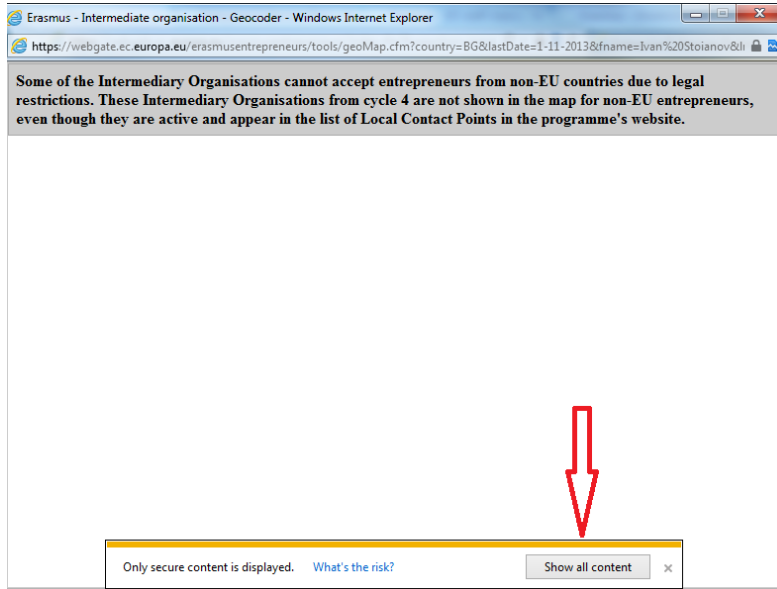 Erasmus - Intermediate organisation - Geocoder - Windows Internet Explorer
https://webgate.ec.europa.eu/erasmusentrepreneurs/tools/geoMap.cfm?country=BG&lastDate=1-11-2013&fname=Ivan%20Stoianov&l
Some of the Intermediary Organisations cannot accept entrepreneurs from non-EU countries due to legal
restrictions. These Intermediary Organisations from cycle 4 are not shown in the map for non-EU entrepreneurs,
even though they are active and appear in the list of Local Contact Points in the programme's website.
Only secure content is displayed. What's the risk? Show all content ×